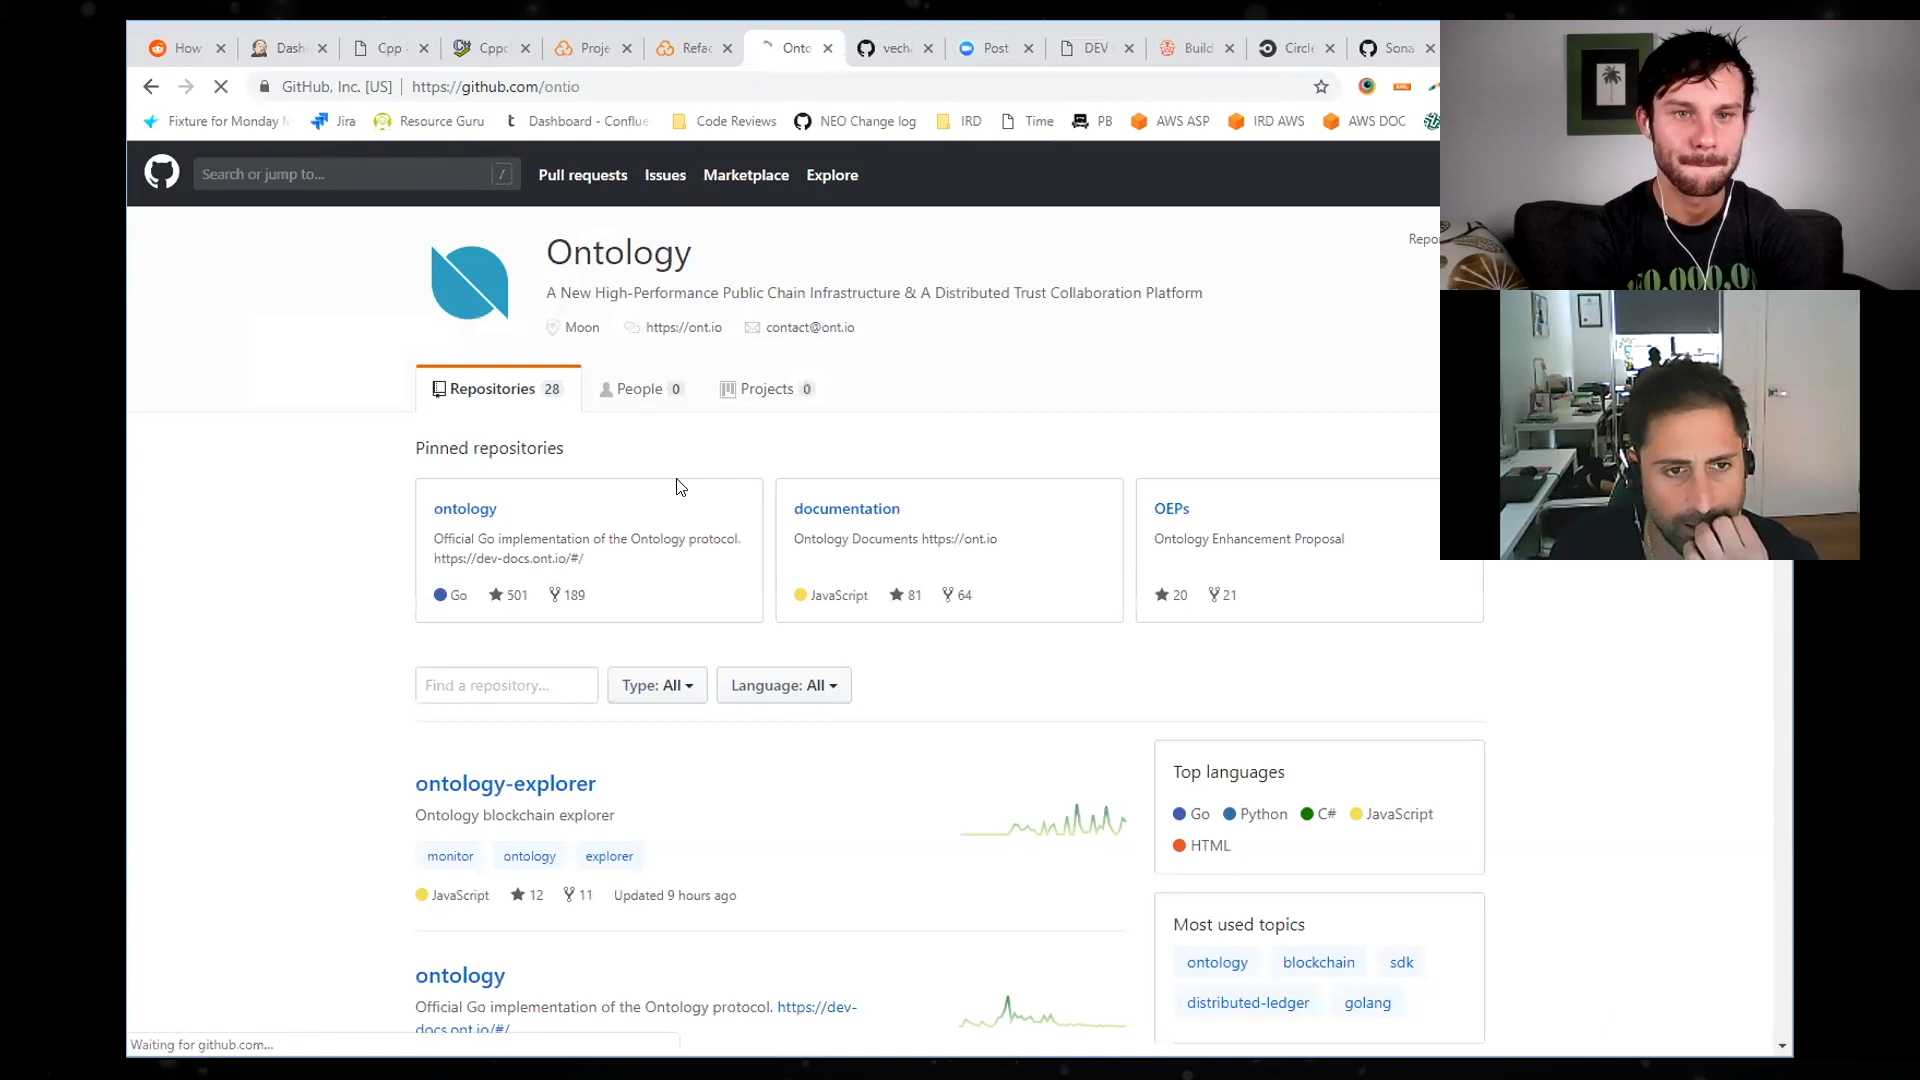 How
Dash
Cpp
Cppc
Proje
Refac
Onto
vech
Post
DEV
Build
Circle
Sona
GitHub, Inc. [US] | https://github.com/ontio
Fixture for Monday
Jira
Resource Guru
Dashboard - Conflue
Code Reviews
NEO Change log
IRD
Time
PB
AWS ASP
IRD AWS
AWS DOC
Search or jump to...
/
Pull requests
Issues
Marketplace
Explore
Ontology
Repo
A New High-Performance Public Chain Infrastructure & A Distributed Trust Collaboration Platform
Moon
https://ont.io
contact@ont.io
Repositories 28
People 0
Projects 0
Pinned repositories
ontology
Official Go implementation of the Ontology protocol.
https://dev-docs.ont.io/#/
Go
501
189
documentation
Ontology Documents https://ont.io
JavaScript
81
64
OEPs
Ontology Enhancement Proposal
20
21
Find a repository...
Type: All
Language: All
ontology-explorer
Ontology blockchain explorer
monitor
ontology
explorer
JavaScript
12
11
Updated 9 hours ago
ontology
Official Go implementation of the Ontology protocol. https://dev-
docs.ont.io/#/
Top languages
Go
Python
C#
JavaScript
HTML
Most used topics
ontology
blockchain
sdk
distributed-ledger
golang
Waiting for github.com...